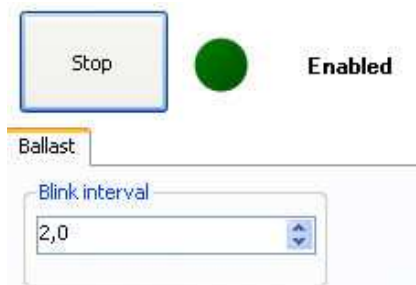 Stop
Enabled
Ballast
Blink interval
2,0